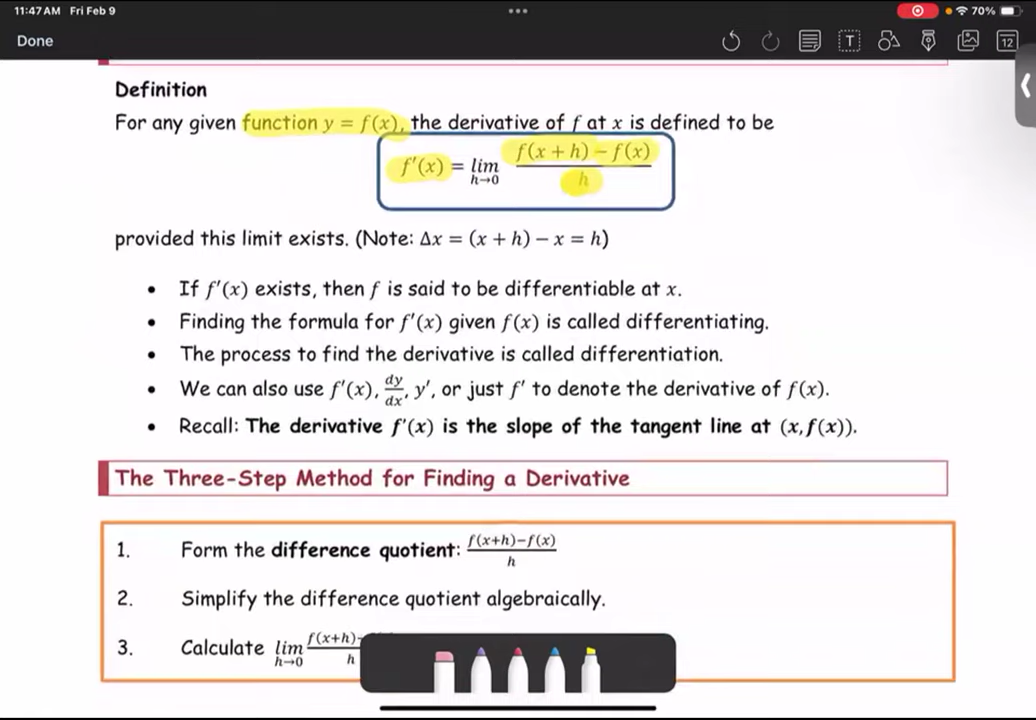 11:47AM Fri Feb 9
70%
Done
T
12
Definition
For any given function y = f(x), the derivative of f at x is defined to be
f′(x) = lim h→0 f(x + h) − f(x) / h
provided this limit exists. (Note: Δx = (x + h) − x = h)
• If f′(x) exists, then f is said to be differentiable at x.
• Finding the formula for f′(x) given f(x) is called differentiating.
• The process to find the derivative is called differentiation.
• We can also use f′(x), dy/dx, y′, or just f′ to denote the derivative of f(x).
• Recall: The derivative f′(x) is the slope of the tangent line at (x,f(x)).
The Three-Step Method for Finding a Derivative
1. Form the difference quotient: f(x+h)−f(x) / h
2. Simplify the difference quotient algebraically.
3. Calculate lim h→0 f(x+h)- / h